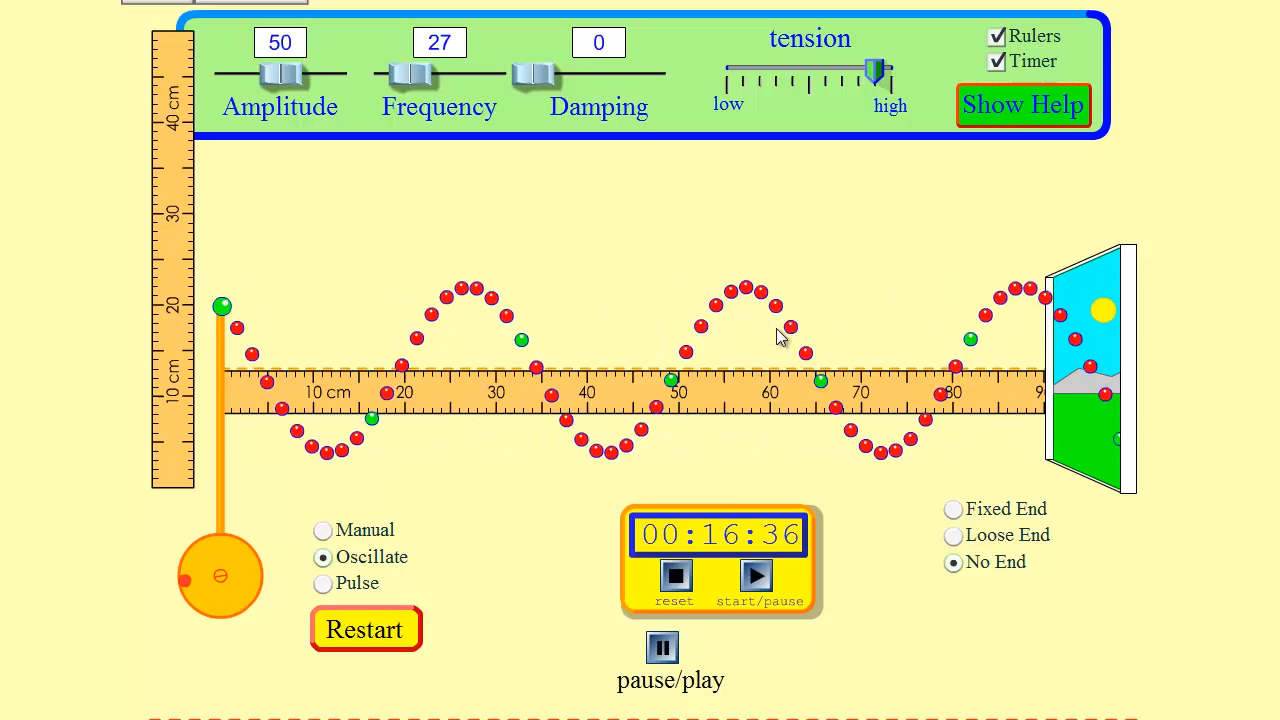 50
27
0
tension
Rulers
Timer
Amplitude
Frequency
Damping
low
high
Show Help
40 cm
30
20
10 cm
10 cm
20
30
40
50
60
70
80
9
Manual
Oscillate
Pulse
Restart
00:16:36
reset
start/pause
pause/play
Fixed End
Loose End
No End